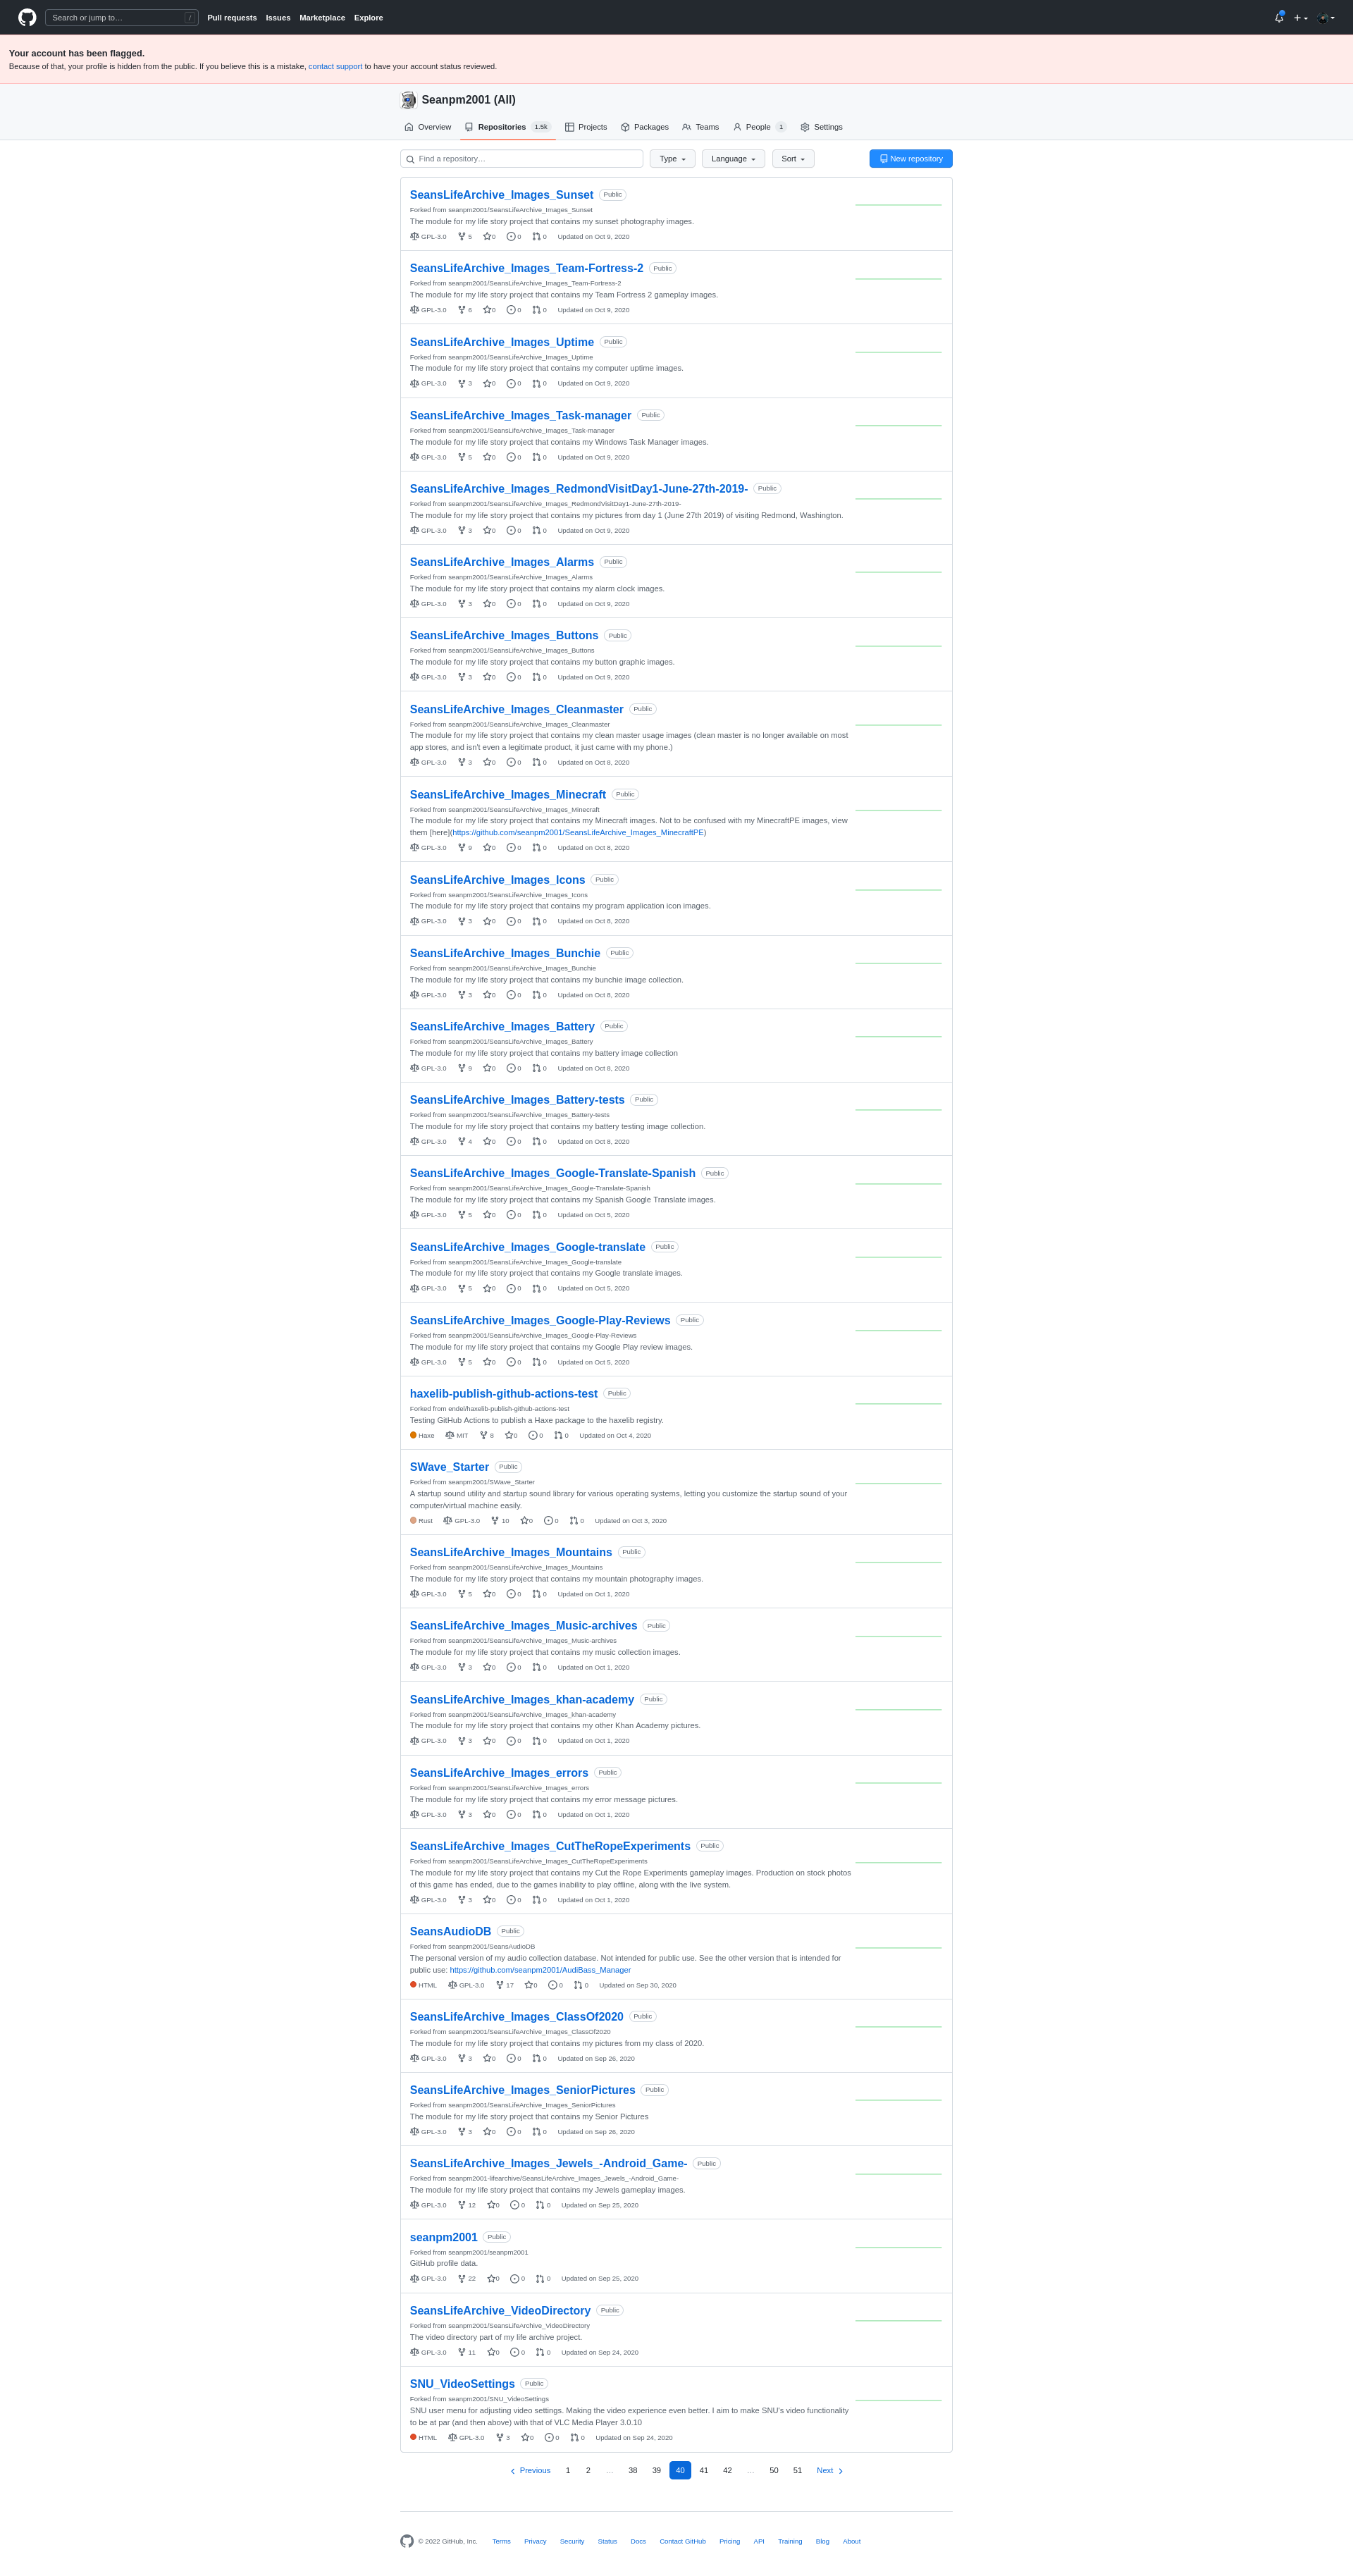 Search or jump to… /
Pull requests Issues Marketplace Explore
Your account has been flagged.
Because of that, your profile is hidden from the public. If you believe this is a mistake, contact support to have your account status reviewed.
Seanpm2001 (All)
Overview Repositories 1.5k Projects Packages Teams People 1 Settings
Find a repository… Type Language Sort New repository
SeansLifeArchive_Images_Sunset Public
Forked from seanpm2001/SeansLifeArchive_Images_Sunset
The module for my life story project that contains my sunset photography images.
GPL-3.0 5 0 0 0 Updated on Oct 9, 2020
SeansLifeArchive_Images_Team-Fortress-2 Public
Forked from seanpm2001/SeansLifeArchive_Images_Team-Fortress-2
The module for my life story project that contains my Team Fortress 2 gameplay images.
GPL-3.0 6 0 0 0 Updated on Oct 9, 2020
SeansLifeArchive_Images_Uptime Public
Forked from seanpm2001/SeansLifeArchive_Images_Uptime
The module for my life story project that contains my computer uptime images.
GPL-3.0 3 0 0 0 Updated on Oct 9, 2020
SeansLifeArchive_Images_Task-manager Public
Forked from seanpm2001/SeansLifeArchive_Images_Task-manager
The module for my life story project that contains my Windows Task Manager images.
GPL-3.0 5 0 0 0 Updated on Oct 9, 2020
SeansLifeArchive_Images_RedmondVisitDay1-June-27th-2019- Public
Forked from seanpm2001/SeansLifeArchive_Images_RedmondVisitDay1-June-27th-2019-
The module for my life story project that contains my pictures from day 1 (June 27th 2019) of visiting Redmond, Washington.
GPL-3.0 3 0 0 0 Updated on Oct 9, 2020
SeansLifeArchive_Images_Alarms Public
Forked from seanpm2001/SeansLifeArchive_Images_Alarms
The module for my life story project that contains my alarm clock images.
GPL-3.0 3 0 0 0 Updated on Oct 9, 2020
SeansLifeArchive_Images_Buttons Public
Forked from seanpm2001/SeansLifeArchive_Images_Buttons
The module for my life story project that contains my button graphic images.
GPL-3.0 3 0 0 0 Updated on Oct 9, 2020
SeansLifeArchive_Images_Cleanmaster Public
Forked from seanpm2001/SeansLifeArchive_Images_Cleanmaster
The module for my life story project that contains my clean master usage images (clean master is no longer available on most
app stores, and isn't even a legitimate product, it just came with my phone.)
GPL-3.0 3 0 0 0 Updated on Oct 8, 2020
SeansLifeArchive_Images_Minecraft Public
Forked from seanpm2001/SeansLifeArchive_Images_Minecraft
The module for my life story project that contains my Minecraft images. Not to be confused with my MinecraftPE images, view
them [here](https://github.com/seanpm2001/SeansLifeArchive_Images_MinecraftPE)
GPL-3.0 9 0 0 0 Updated on Oct 8, 2020
SeansLifeArchive_Images_Icons Public
Forked from seanpm2001/SeansLifeArchive_Images_Icons
The module for my life story project that contains my program application icon images.
GPL-3.0 3 0 0 0 Updated on Oct 8, 2020
SeansLifeArchive_Images_Bunchie Public
Forked from seanpm2001/SeansLifeArchive_Images_Bunchie
The module for my life story project that contains my bunchie image collection.
GPL-3.0 3 0 0 0 Updated on Oct 8, 2020
SeansLifeArchive_Images_Battery Public
Forked from seanpm2001/SeansLifeArchive_Images_Battery
The module for my life story project that contains my battery image collection
GPL-3.0 9 0 0 0 Updated on Oct 8, 2020
SeansLifeArchive_Images_Battery-tests Public
Forked from seanpm2001/SeansLifeArchive_Images_Battery-tests
The module for my life story project that contains my battery testing image collection.
GPL-3.0 4 0 0 0 Updated on Oct 8, 2020
SeansLifeArchive_Images_Google-Translate-Spanish Public
Forked from seanpm2001/SeansLifeArchive_Images_Google-Translate-Spanish
The module for my life story project that contains my Spanish Google Translate images.
GPL-3.0 5 0 0 0 Updated on Oct 5, 2020
SeansLifeArchive_Images_Google-translate Public
Forked from seanpm2001/SeansLifeArchive_Images_Google-translate
The module for my life story project that contains my Google translate images.
GPL-3.0 5 0 0 0 Updated on Oct 5, 2020
SeansLifeArchive_Images_Google-Play-Reviews Public
Forked from seanpm2001/SeansLifeArchive_Images_Google-Play-Reviews
The module for my life story project that contains my Google Play review images.
GPL-3.0 5 0 0 0 Updated on Oct 5, 2020
haxelib-publish-github-actions-test Public
Forked from endel/haxelib-publish-github-actions-test
Testing GitHub Actions to publish a Haxe package to the haxelib registry.
Haxe MIT 8 0 0 0 Updated on Oct 4, 2020
SWave_Starter Public
Forked from seanpm2001/SWave_Starter
A startup sound utility and startup sound library for various operating systems, letting you customize the startup sound of your
computer/virtual machine easily.
Rust GPL-3.0 10 0 0 0 Updated on Oct 3, 2020
SeansLifeArchive_Images_Mountains Public
Forked from seanpm2001/SeansLifeArchive_Images_Mountains
The module for my life story project that contains my mountain photography images.
GPL-3.0 5 0 0 0 Updated on Oct 1, 2020
SeansLifeArchive_Images_Music-archives Public
Forked from seanpm2001/SeansLifeArchive_Images_Music-archives
The module for my life story project that contains my music collection images.
GPL-3.0 3 0 0 0 Updated on Oct 1, 2020
SeansLifeArchive_Images_khan-academy Public
Forked from seanpm2001/SeansLifeArchive_Images_khan-academy
The module for my life story project that contains my other Khan Academy pictures.
GPL-3.0 3 0 0 0 Updated on Oct 1, 2020
SeansLifeArchive_Images_errors Public
Forked from seanpm2001/SeansLifeArchive_Images_errors
The module for my life story project that contains my error message pictures.
GPL-3.0 3 0 0 0 Updated on Oct 1, 2020
SeansLifeArchive_Images_CutTheRopeExperiments Public
Forked from seanpm2001/SeansLifeArchive_Images_CutTheRopeExperiments
The module for my life story project that contains my Cut the Rope Experiments gameplay images. Production on stock photos
of this game has ended, due to the games inability to play offline, along with the live system.
GPL-3.0 3 0 0 0 Updated on Oct 1, 2020
SeansAudioDB Public
Forked from seanpm2001/SeansAudioDB
The personal version of my audio collection database. Not intended for public use. See the other version that is intended for
public use: https://github.com/seanpm2001/AudiBass_Manager
HTML GPL-3.0 17 0 0 0 Updated on Sep 30, 2020
SeansLifeArchive_Images_ClassOf2020 Public
Forked from seanpm2001/SeansLifeArchive_Images_ClassOf2020
The module for my life story project that contains my pictures from my class of 2020.
GPL-3.0 3 0 0 0 Updated on Sep 26, 2020
SeansLifeArchive_Images_SeniorPictures Public
Forked from seanpm2001/SeansLifeArchive_Images_SeniorPictures
The module for my life story project that contains my Senior Pictures
GPL-3.0 3 0 0 0 Updated on Sep 26, 2020
SeansLifeArchive_Images_Jewels_-Android_Game- Public
Forked from seanpm2001-lifearchive/SeansLifeArchive_Images_Jewels_-Android_Game-
The module for my life story project that contains my Jewels gameplay images.
GPL-3.0 12 0 0 0 Updated on Sep 25, 2020
seanpm2001 Public
Forked from seanpm2001/seanpm2001
GitHub profile data.
GPL-3.0 22 0 0 0 Updated on Sep 25, 2020
SeansLifeArchive_VideoDirectory Public
Forked from seanpm2001/SeansLifeArchive_VideoDirectory
The video directory part of my life archive project.
GPL-3.0 11 0 0 0 Updated on Sep 24, 2020
SNU_VideoSettings Public
Forked from seanpm2001/SNU_VideoSettings
SNU user menu for adjusting video settings. Making the video experience even better. I aim to make SNU's video functionality
to be at par (and then above) with that of VLC Media Player 3.0.10
HTML GPL-3.0 3 0 0 0 Updated on Sep 24, 2020
Previous 1 2 … 38 39 40 41 42 … 50 51 Next
© 2022 GitHub, Inc. Terms Privacy Security Status Docs Contact GitHub Pricing API Training Blog About